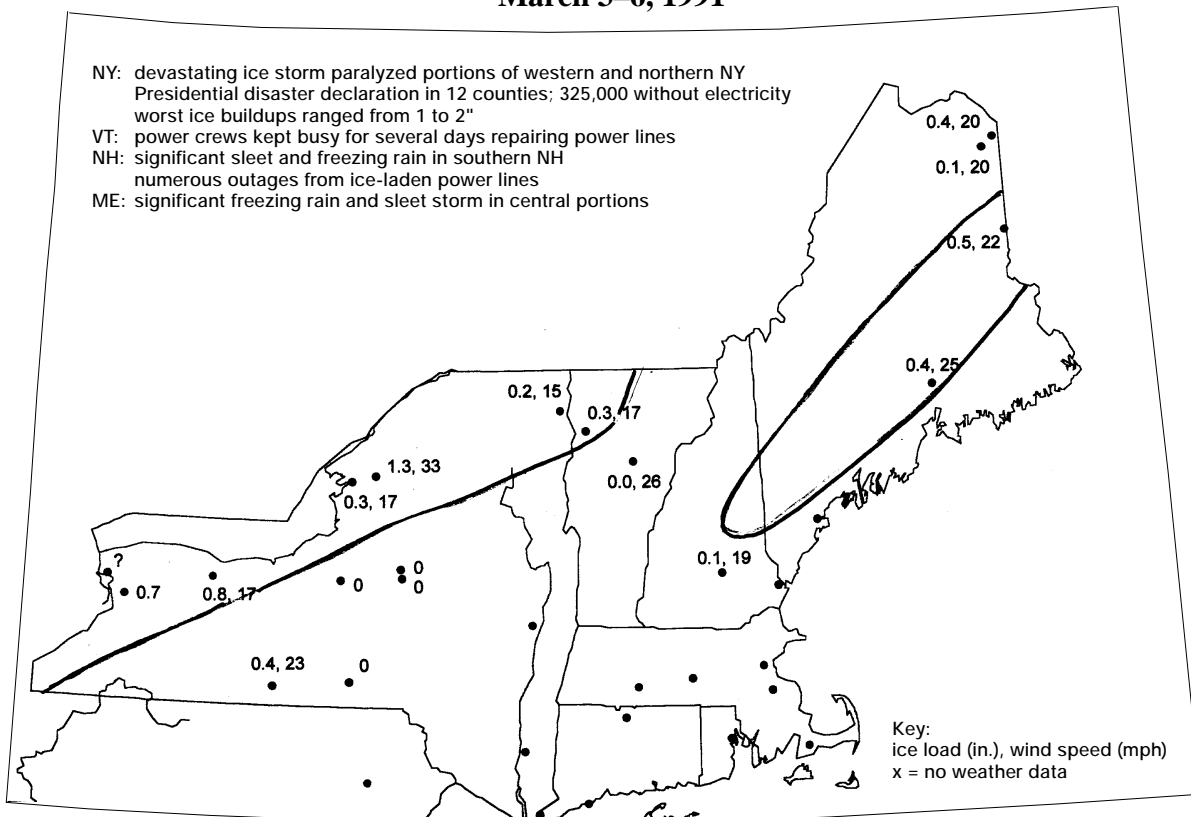 March 3–6, 1991
NY: devastating ice storm paralyzed portions of western and northern NY
Presidential disaster declaration in 12 counties; 325,000 without electricity
worst ice buildups ranged from 1 to 2"
VT: power crews kept busy for several days repairing power lines
NH: significant sleet and freezing rain in southern NH
numerous outages from ice-laden power lines
ME: significant freezing rain and sleet storm in central portions
0.4, 20
0.1, 20
0.5, 22
0.4, 25
0.2, 15
0.3, 17
1.3, 33
0.3, 17
0.0, 26
?
0.7
0.8, 17
0
0
0
0.1, 19
0.4, 23
0
Key:
ice load (in.), wind speed (mph)
x = no weather data